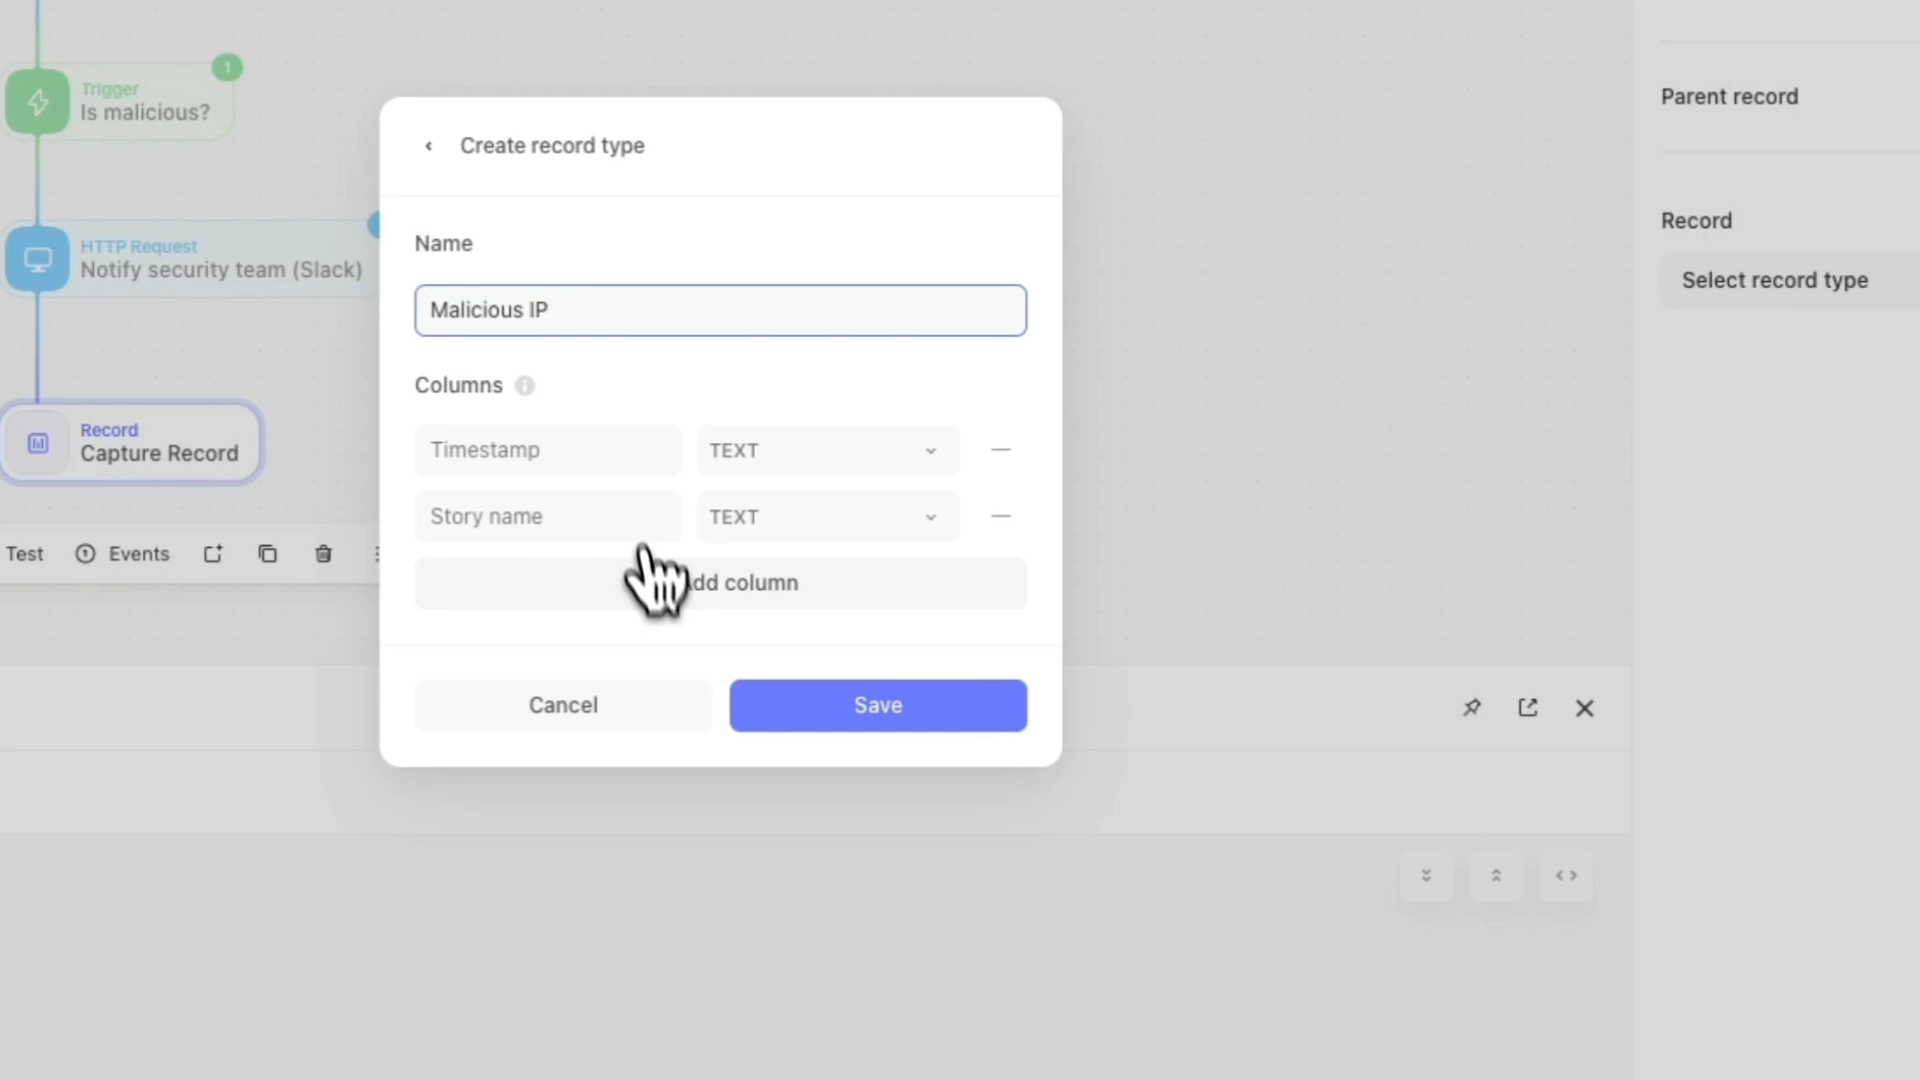 Trigger
Is malicious?
1
HTTP Request
Notify security team (Slack)
Record
Capture Record
Test
Events
Create record type
Name
Malicious IP
Columns
Timestamp
TEXT
Story name
TEXT
column
Cancel
Save
Parent record
Record
Select record type